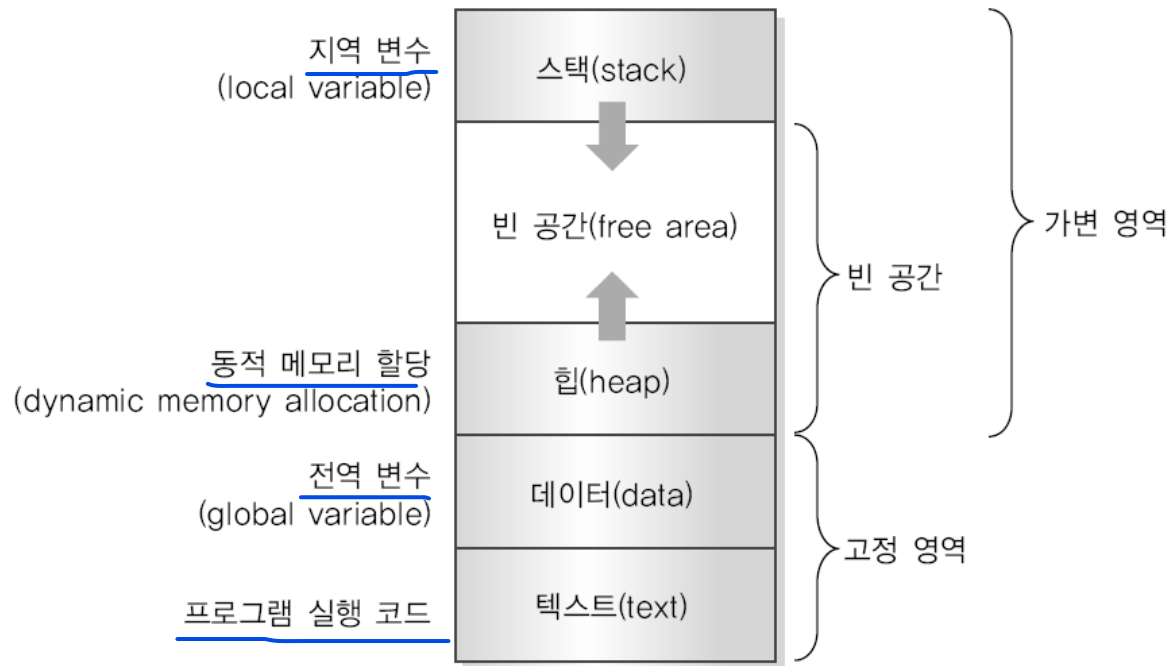 지역 변수
(local variable)
스택(stack)
빈 공간(free area)
가변 영역
빈 공간
동적 메모리 할당
(dynamic memory allocation)
힙(heap)
전역 변수
(global variable)
데이터(data)
고정 영역
프로그램 실행 코드
텍스트(text)